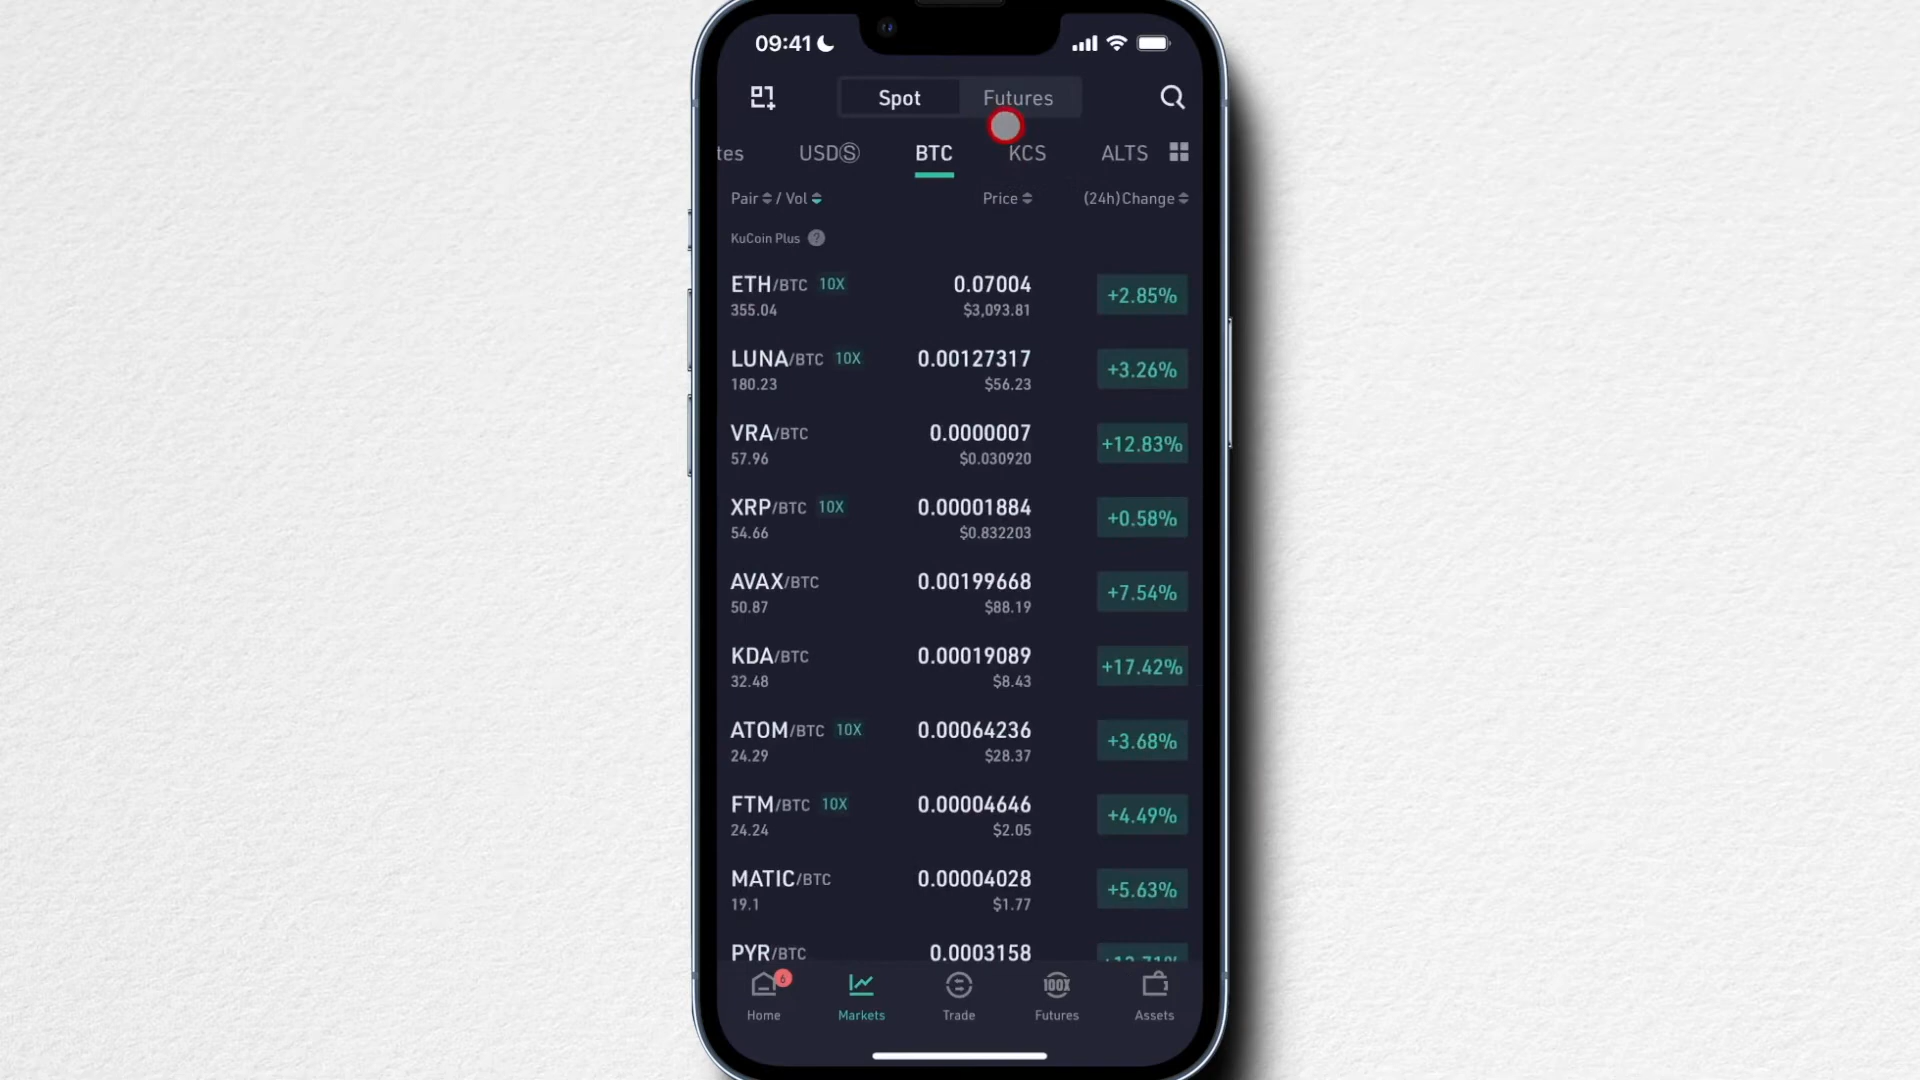 09:41
Spot Futures
tes USDⓈ BTC KCS ALTS
Pair / Vol Price (24h)Change
KuCoin Plus ?
ETH/BTC 10X 0.07004 +2.85%
355.04 $3,093.81
LUNA/BTC 10X 0.00127317 +3.26%
180.23 $56.23
VRA/BTC 0.0000007 +12.83%
57.96 $0.030920
XRP/BTC 10X 0.00001884 +0.58%
54.66 $0.832203
AVAX/BTC 0.00199668 +7.54%
50.87 $88.19
KDA/BTC 0.00019089 +17.42%
32.48 $8.43
ATOM/BTC 10X 0.00064236 +3.68%
24.29 $28.37
FTM/BTC 10X 0.00004646 +4.49%
24.24 $2.05
MATIC/BTC 0.00004028 +5.63%
19.1 $1.77
PYR/BTC 0.0003158
6 100X
Home Markets Trade Futures Assets